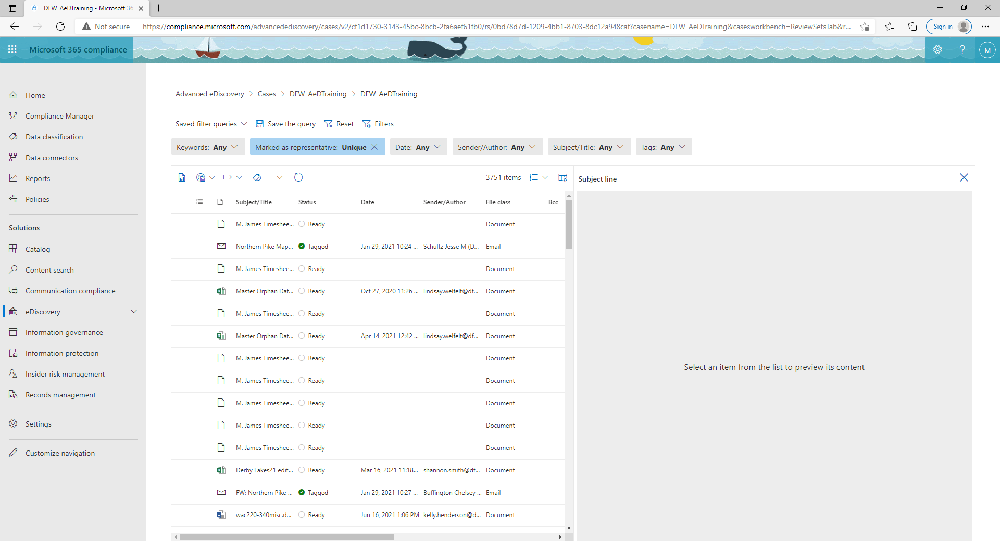 DFW_AeDTraining - Microsoft 36
Not secure https://compliance.microsoft.com/advancedediscovery/cases/v2/cf1d1730-3143-45bc-8bcb-2fa6aef61fb0/rs/0bd78d7d-1209-4bb1-8703-8dc12a948caf?casename=DFW_AeDTraining&casesworkbench=ReviewSetsTab&r... Sign in
Microsoft 365 compliance M
Home
Compliance Manager
Data classification
Data connectors
Reports
Policies
Solutions
Catalog
Content search
Communication compliance
eDiscovery
Information governance
Information protection
Insider risk management
Records management
Settings
Customize navigation
Advanced eDiscovery > Cases > DFW_AeDTraining > DFW_AeDTraining
Saved filter queries Save the query Reset Filters
Keywords: Any Marked as representative: Unique Date: Any Sender/Author: Any Subject/Title: Any Tags: Any
3751 items
Subject/Title Status Date Sender/Author File class Bcc
M. James Timeshee... Ready Document
Northern Pike Map... Tagged Jan 29, 2021 10:24 ... Schultz Jesse M (D... Email
M. James Timeshee... Ready Document
Master Orphan Dat... Ready Oct 27, 2020 11:26 ... lindsay.welfelt@df... Document
M. James Timeshee... Ready Document
Master Orphan Dat... Ready Apr 14, 2021 12:42 ... lindsay.welfelt@df... Document
M. James Timeshee... Ready Document
M. James Timeshee... Ready Document
M. James Timeshee... Ready Document
M. James Timeshee... Ready Document
M. James Timeshee... Ready Document
Derby Lakes21 edit... Ready Mar 16, 2021 11:18... shannon.smith@df... Document
FW: Northern Pike ... Tagged Jan 29, 2021 10:27 ... Buffington Chelsey ... Email
wac220-340misc.d... Ready Jun 16, 2021 1:06 PM kelly.henderson@d... Document
Subject line
Select an item from the list to preview its content